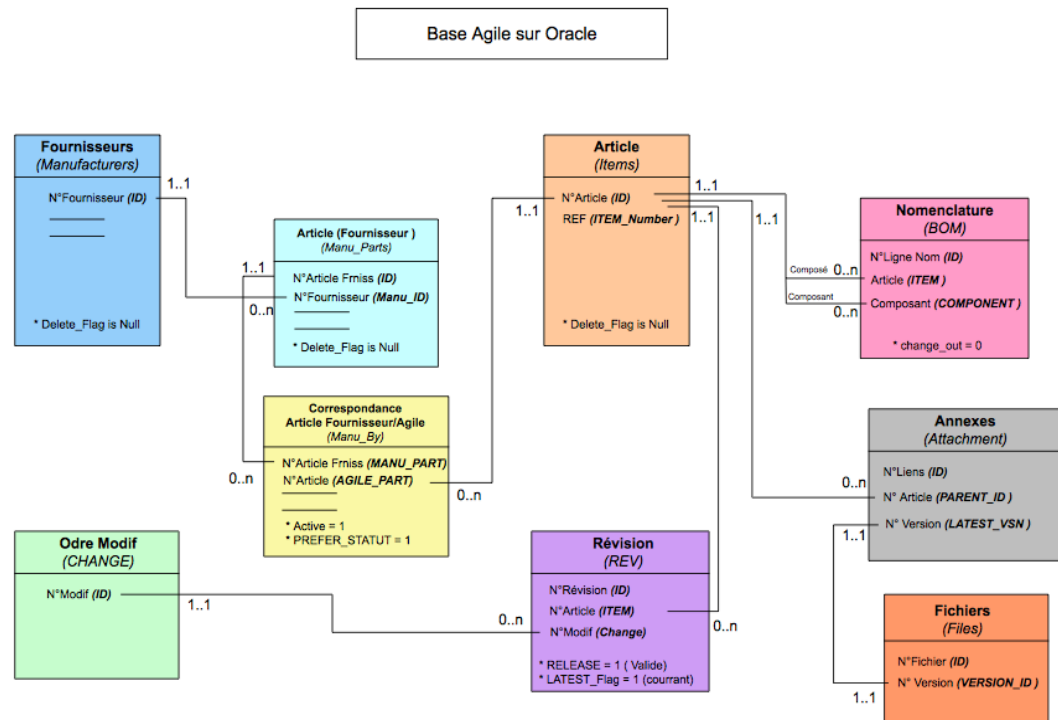 Base Agile sur Oracle
Fournisseurs
(Manufacturers)
N°Fournisseur (ID)
* Delete_Flag is Null
1..1
Article (Fournisseur )
(Manu_Parts)
N°Article Frniss (ID)
N°Fournisseur (Manu_ID)
* Delete_Flag is Null
1..1
0..n
Correspondance
Article Fournisseur/Agile
(Manu_By)
N°Article Frniss (MANU_PART)
N°Article (AGILE_PART)
* Active = 1
* PREFER_STATUT = 1
0..n
0..n
Article
(Items)
N°Article (ID)
REF (ITEM_Number )
* Delete_Flag is Null
1..1
1..1
1..1
1..1
Nomenclature
(BOM)
N°Ligne Nom (ID)
Article (ITEM )
Composant (COMPONENT )
* change_out = 0
Composé
0..n
Composant
0..n
Annexes
(Attachment)
N°Liens (ID)
N° Article (PARENT_ID )
N° Version (LATEST_VSN)
0..n
1..1
Odre Modif
(CHANGE)
N°Modif (ID)
1..1
Révision
(REV)
N°Révision (ID)
N°Article (ITEM)
N°Modif (Change)
* RELEASE = 1 ( Valide)
* LATEST_Flag = 1 (courrant)
0..n
0..n
Fichiers
(Files)
N°Fichier (ID)
N° Version (VERSION_ID )
1..1